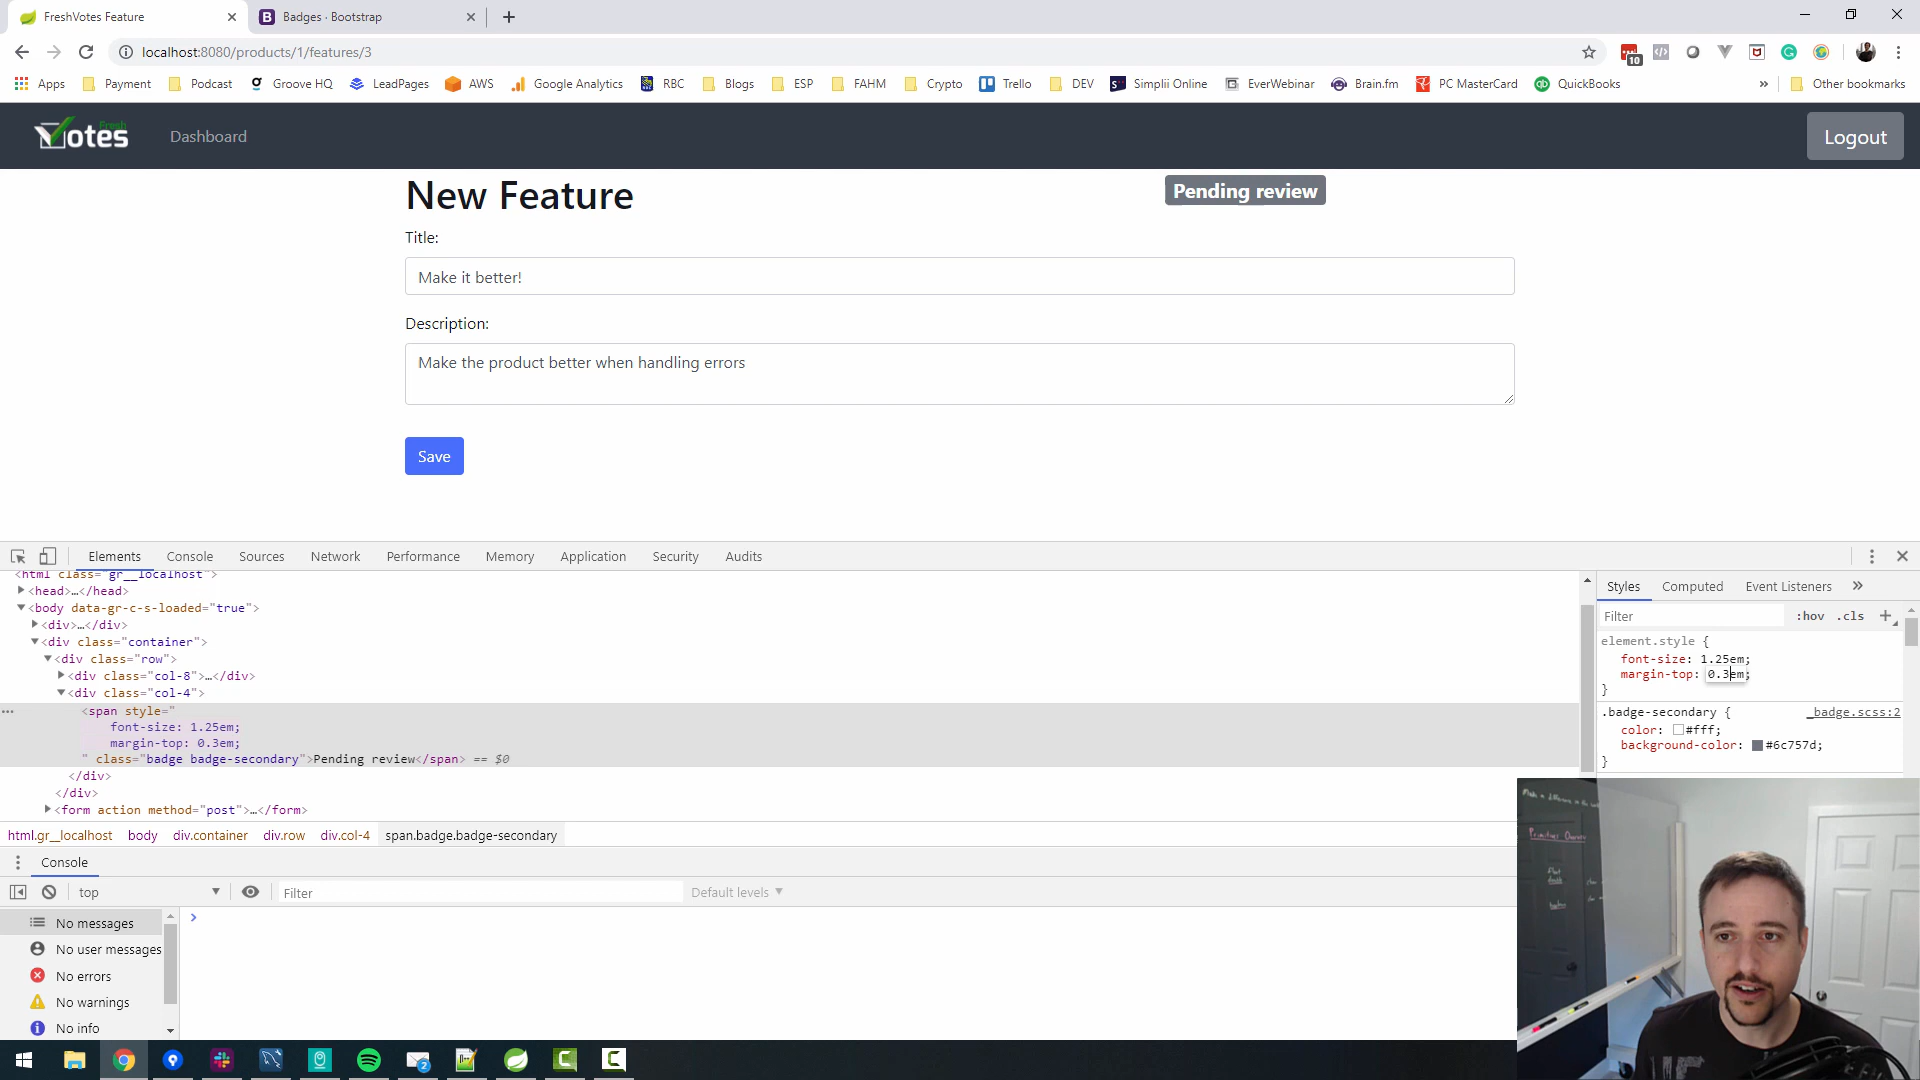 FreshVotes Feature
Badges · Bootstrap
localhost:8080/products/1/features/3
10
Apps Payment Podcast Groove HQ LeadPages AWS Google Analytics RBC Blogs ESP FAHM Crypto Trello DEV Simplii Online EverWebinar Brain.fm PC MasterCard QuickBooks » Other bookmarks
Fresh
Votes
Dashboard
Logout
New Feature
Pending review
Title:
Make it better!
Description:
Make the product better when handling errors
Save
Elements Console Sources Network Performance Memory Application Security Audits
<html class="gr__localhost">
<head>…</head>
<body data-gr-c-s-loaded="true">
<div>…</div>
<div class="container">
<div class="row">
<div class="col-8">…</div>
<div class="col-4">
<span style="
font-size: 1.25em;
margin-top: 0.3em;
" class="badge badge-secondary">Pending review</span> == $0
</div>
</div>
<form action method="post">…</form>
html.gr__localhost body div.container div.row div.col-4 span.badge.badge-secondary
Styles Computed Event Listeners »
Filter :hov .cls +
element.style {
font-size: 1.25em;
margin-top: 0.3em;
}
.badge-secondary { _badge.scss:2
color: #fff;
background-color: #6c757d;
}
Console
top Filter Default levels
No messages
No user messages
No errors
No warnings
No info
>
2